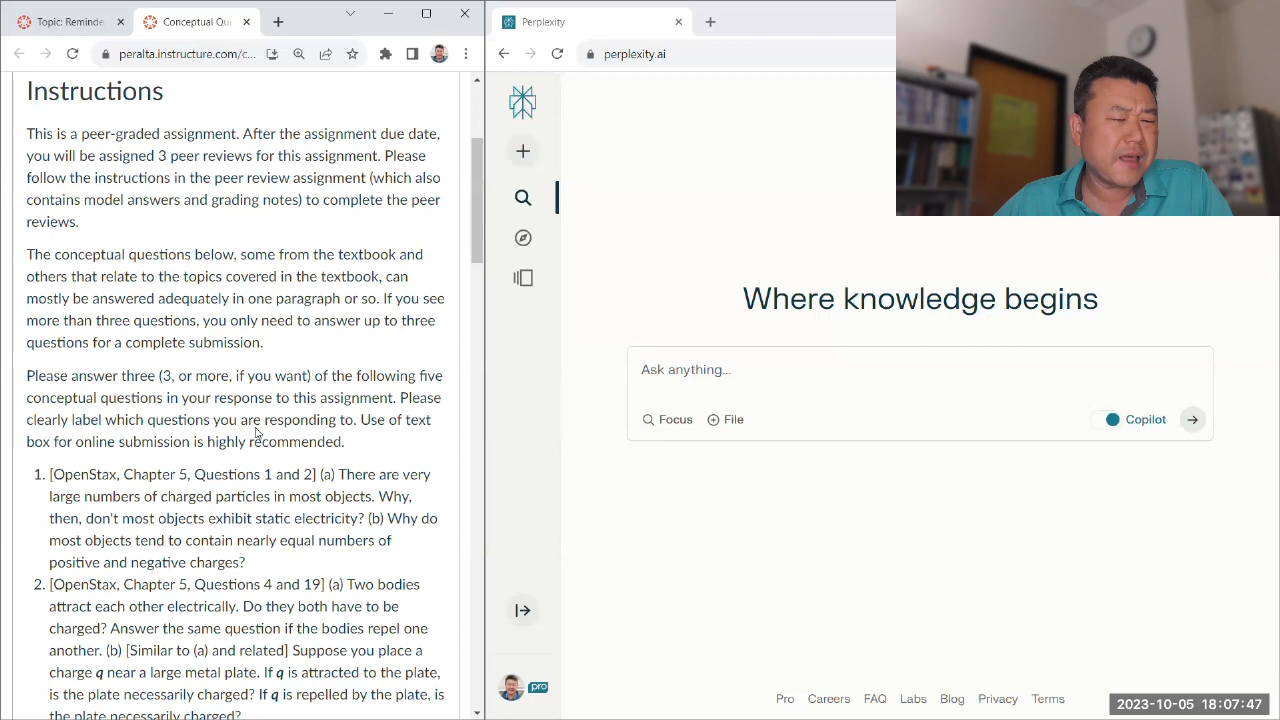 Topic: Reminde
Conceptual Qu
Perplexity
peralta.instructure.com/c...
perplexity.ai
Instructions
This is a peer-graded assignment. After the assignment due date,
you will be assigned 3 peer reviews for this assignment. Please
follow the instructions in the peer review assignment (which also
contains model answers and grading notes) to complete the peer
reviews.
The conceptual questions below, some from the textbook and
others that relate to the topics covered in the textbook, can
mostly be answered adequately in one paragraph or so. If you see
more than three questions, you only need to answer up to three
questions for a complete submission.
Please answer three (3, or more, if you want) of the following five
conceptual questions in your response to this assignment. Please
clearly label which questions you are responding to. Use of text
box for online submission is highly recommended.
1. [OpenStax, Chapter 5, Questions 1 and 2] (a) There are very
large numbers of charged particles in most objects. Why,
then, don't most objects exhibit static electricity? (b) Why do
most objects tend to contain nearly equal numbers of
positive and negative charges?
2. [OpenStax, Chapter 5, Questions 4 and 19] (a) Two bodies
attract each other electrically. Do they both have to be
charged? Answer the same question if the bodies repel one
another. (b) [Similar to (a) and related] Suppose you place a
charge q near a large metal plate. If q is attracted to the plate,
is the plate necessarily charged? If q is repelled by the plate, is
the plate necessarily charged?
Where knowledge begins
Ask anything...
Focus
File
Copilot
pro
Pro
Careers
FAQ
Labs
Blog
Privacy
Terms
2023-10-05 18:07:47